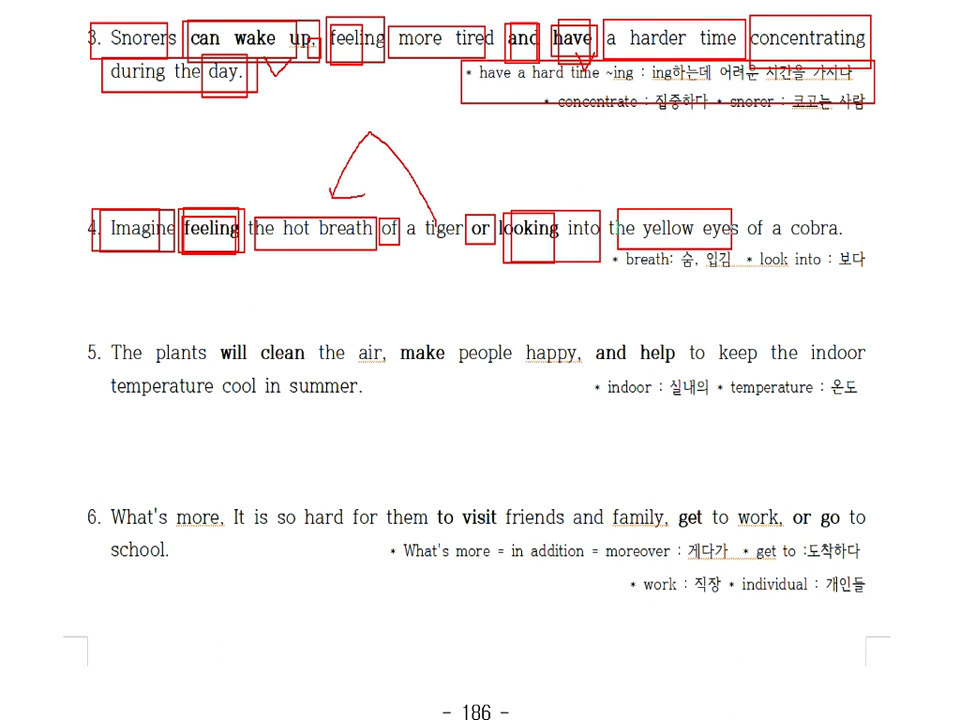 3. Snorers can wake up, feeling more tired and have a harder time concentrating
during the day.
* have a hard time ~ing : ing하는데 어려운 시간을 가지다
* concentrate : 집중하다 * snorer : 코고는 사람
4. Imagine feeling the hot breath of a tiger or looking into the yellow eyes of a cobra.
* breath: 숨, 입김 * look into : 보다
5. The plants will clean the air, make people happy, and help to keep the indoor
temperature cool in summer.
* indoor : 실내의 * temperature : 온도
6. What's more, It is so hard for them to visit friends and family, get to work, or go to
school.
* What's more = in addition = moreover : 게다가 * get to :도착하다
* work : 직장 * individual : 개인들
- 186 -